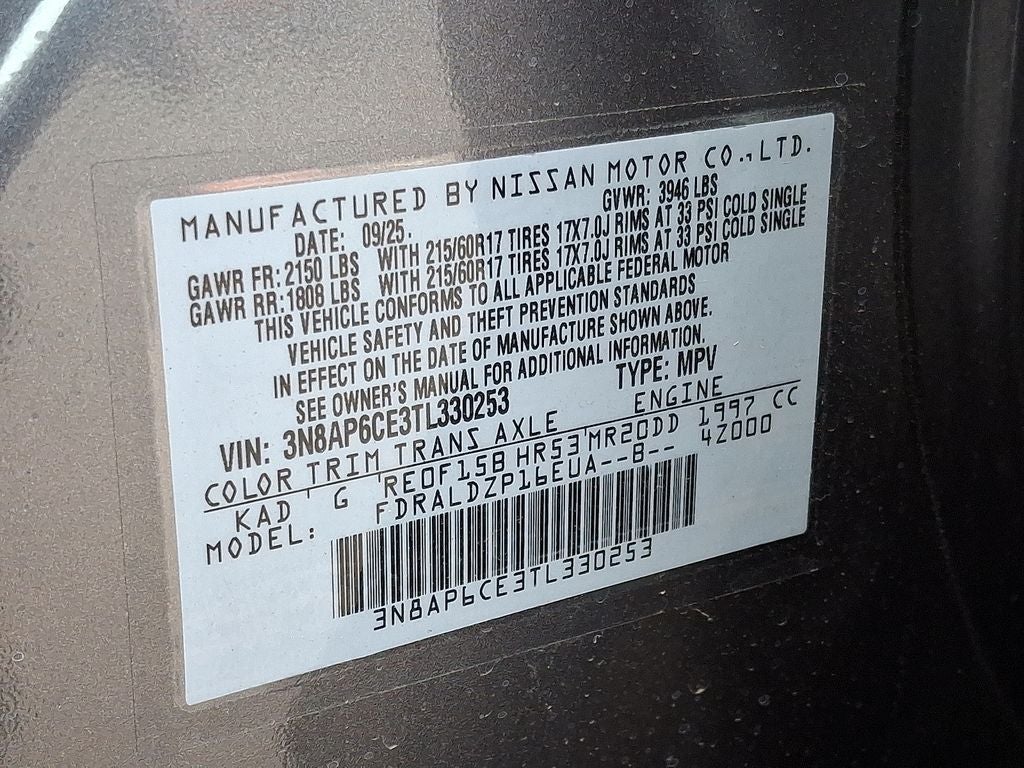 MANUFACTURED BY NISSAN MOTOR CO.,LTD.
DATE: 09/25. GVWR: 3946 LBS
GAWR FR: 2150 LBS WITH 215/60R17 TIRES 17X7.0J RIMS AT 33 PSI COLD SINGLE
GAWR RR: 1808 LBS WITH 215/60R17 TIRES 17X7.0J RIMS AT 33 PSI COLD SINGLE
THIS VEHICLE CONFORMS TO ALL APPLICABLE FEDERAL MOTOR
VEHICLE SAFETY AND THEFT PREVENTION STANDARDS
IN EFFECT ON THE DATE OF MANUFACTURE SHOWN ABOVE.
SEE OWNER'S MANUAL FOR ADDITIONAL INFORMATION.
VIN: 3N8AP6CE3TL330253 TYPE: MPV
COLOR TRIM TRANS AXLE ENGINE
KAD G RE0F15B HR53 MR20DD 1997 CC
MODEL: FDRALDZP16EUA--B-- 4Z000
3N8AP6CE3TL330253